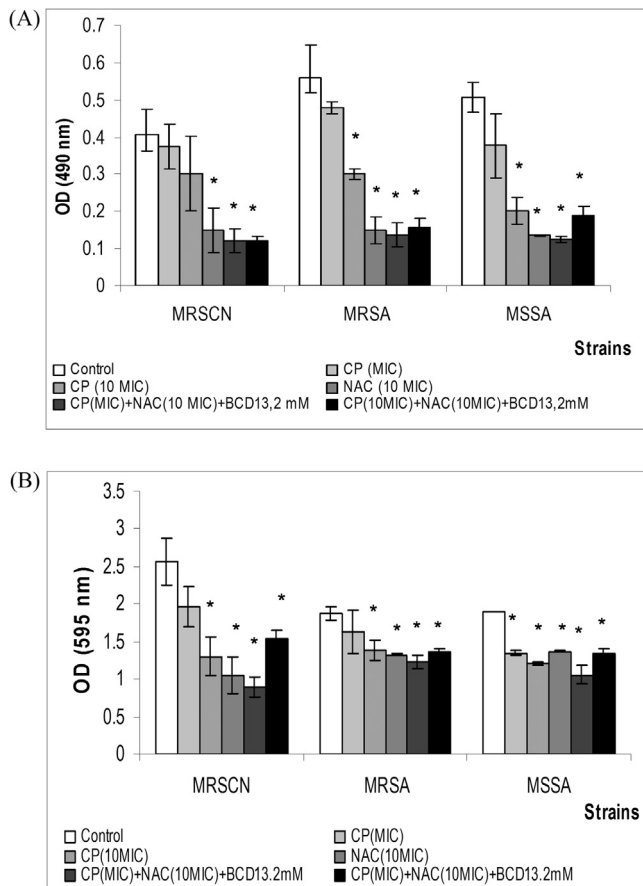 (A)
0.7
0.6
0.5
0.4
0.3
0.2
0.1
0
OD (490 nm)
* * *
* * * *
* * * *
MRSCN MRSA MSSA
Strains
Control CP (MIC)
CP (10 MIC) NAC (10 MIC)
CP(MIC)+NAC(10 MIC)+BCD13,2 mM CP(10MIC)+NAC(10MIC)+BCD13,2mM
(B)
3.5
3
2.5
2
1.5
1
0.5
0
OD (595 nm)
* * * *
* * * *
* * * * *
MRSCN MRSA MSSA
Strains
Control CP(MIC)
CP(10MIC) NAC(10MIC)
CP(MIC)+NAC(10MIC)+BCD13.2mM CP(MIC)+NAC(10MIC)+BCD13.2mM